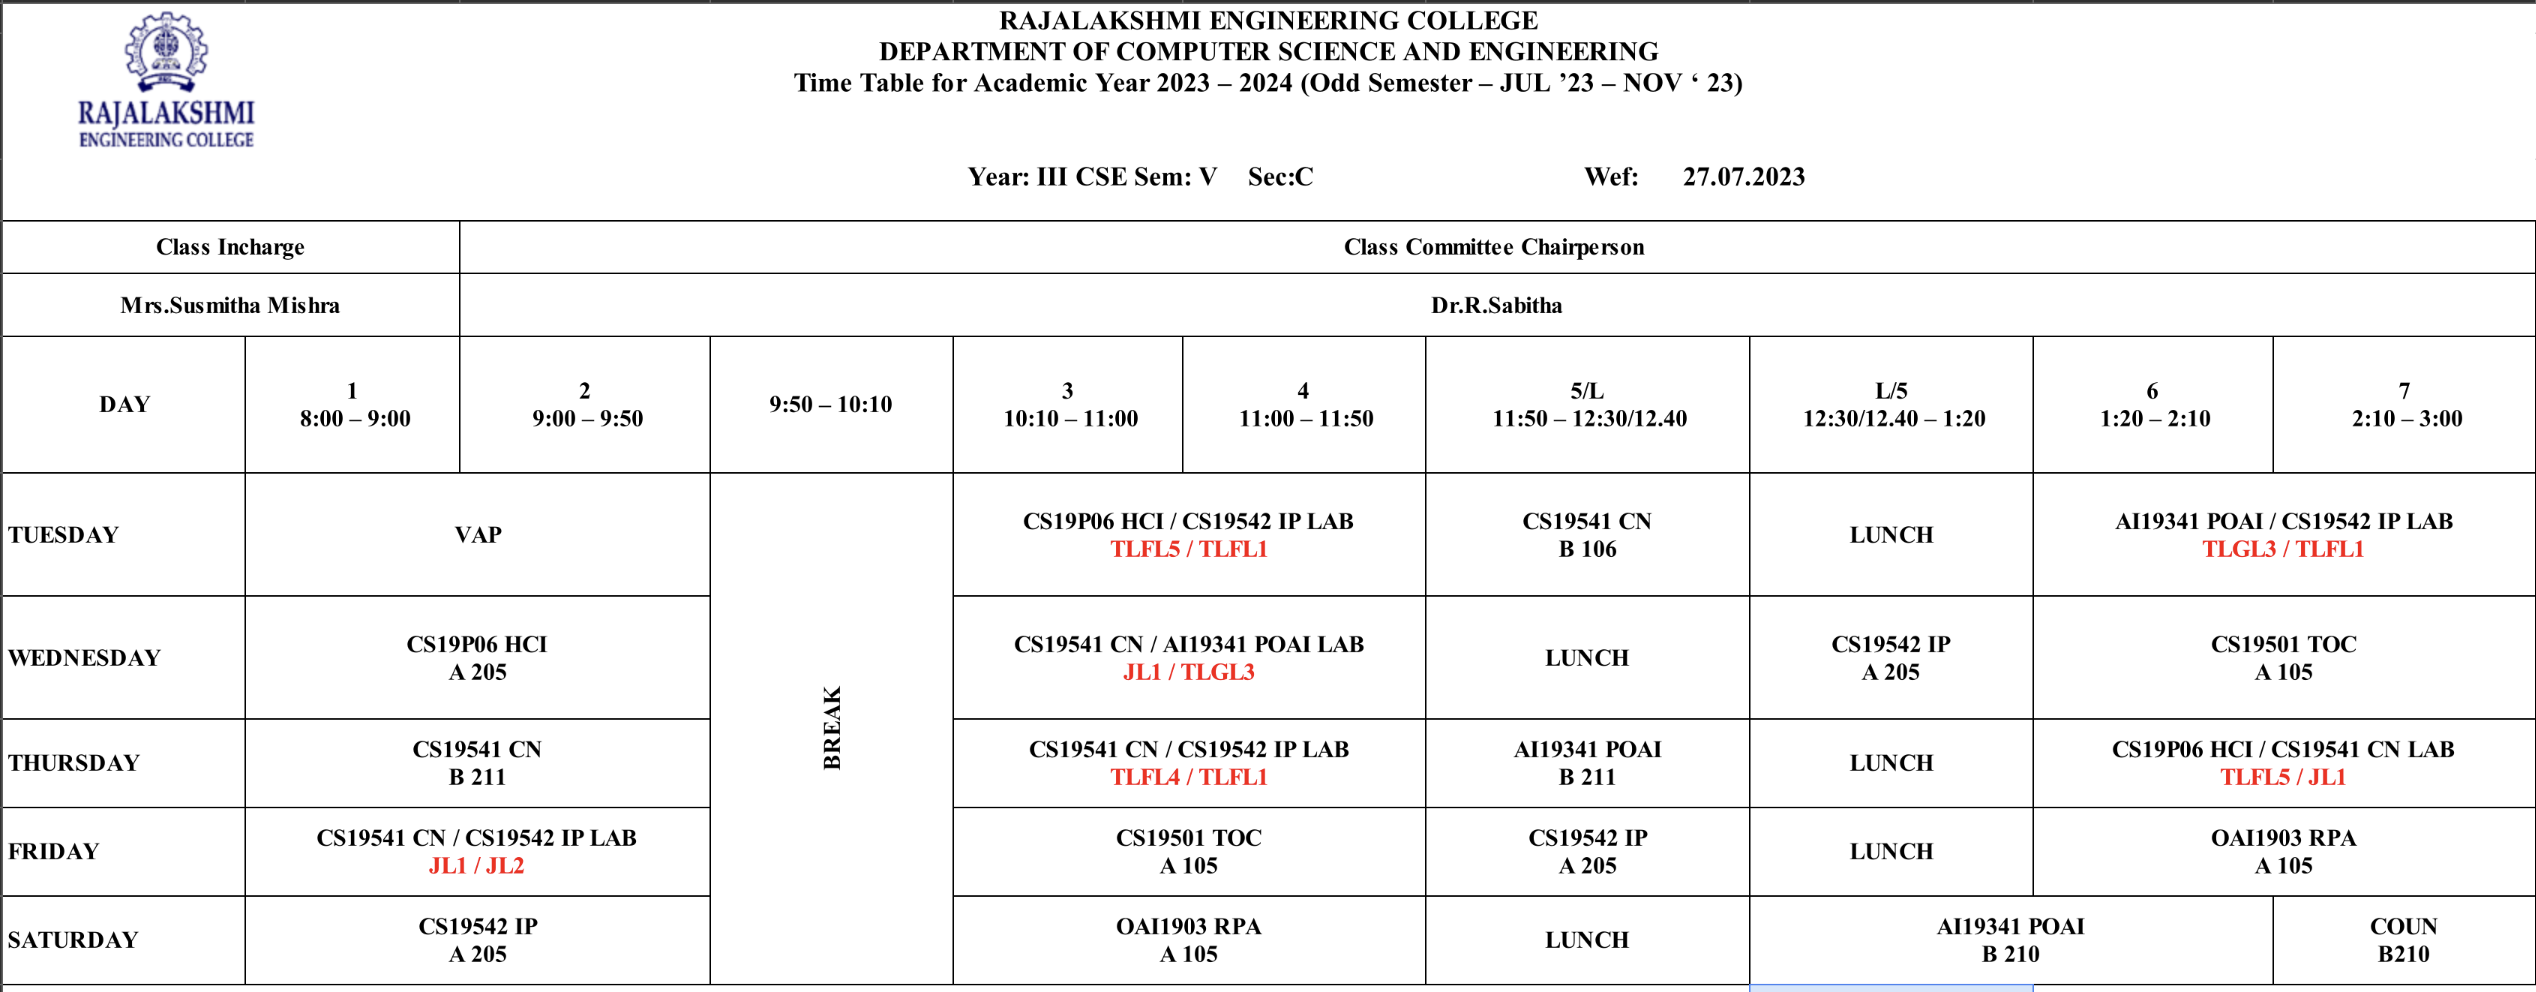 RAJALAKSHMI
ENGINEERING COLLEGE
RAJALAKSHMI ENGINEERING COLLEGE
DEPARTMENT OF COMPUTER SCIENCE AND ENGINEERING
Time Table for Academic Year 2023 – 2024 (Odd Semester – JUL ’23 – NOV ‘ 23)
Year: III CSE Sem: V Sec:C Wef: 27.07.2023
Class Incharge
Class Committee Chairperson
Mrs.Susmitha Mishra
Dr.R.Sabitha
DAY
1
8:00 – 9:00
2
9:00 – 9:50
9:50 – 10:10
3
10:10 – 11:00
4
11:00 – 11:50
5/L
11:50 – 12:30/12.40
L/5
12:30/12.40 – 1:20
6
1:20 – 2:10
7
2:10 – 3:00
TUESDAY
VAP
BREAK
CS19P06 HCI / CS19542 IP LAB
TLFL5 / TLFL1
CS19541 CN
B 106
LUNCH
AI19341 POAI / CS19542 IP LAB
TLGL3 / TLFL1
WEDNESDAY
CS19P06 HCI
A 205
CS19541 CN / AI19341 POAI LAB
JL1 / TLGL3
LUNCH
CS19542 IP
A 205
CS19501 TOC
A 105
THURSDAY
CS19541 CN
B 211
CS19541 CN / CS19542 IP LAB
TLFL4 / TLFL1
AI19341 POAI
B 211
LUNCH
CS19P06 HCI / CS19541 CN LAB
TLFL5 / JL1
FRIDAY
CS19541 CN / CS19542 IP LAB
JL1 / JL2
CS19501 TOC
A 105
CS19542 IP
A 205
LUNCH
OAI1903 RPA
A 105
SATURDAY
CS19542 IP
A 205
OAI1903 RPA
A 105
LUNCH
AI19341 POAI
B 210
COUN
B210